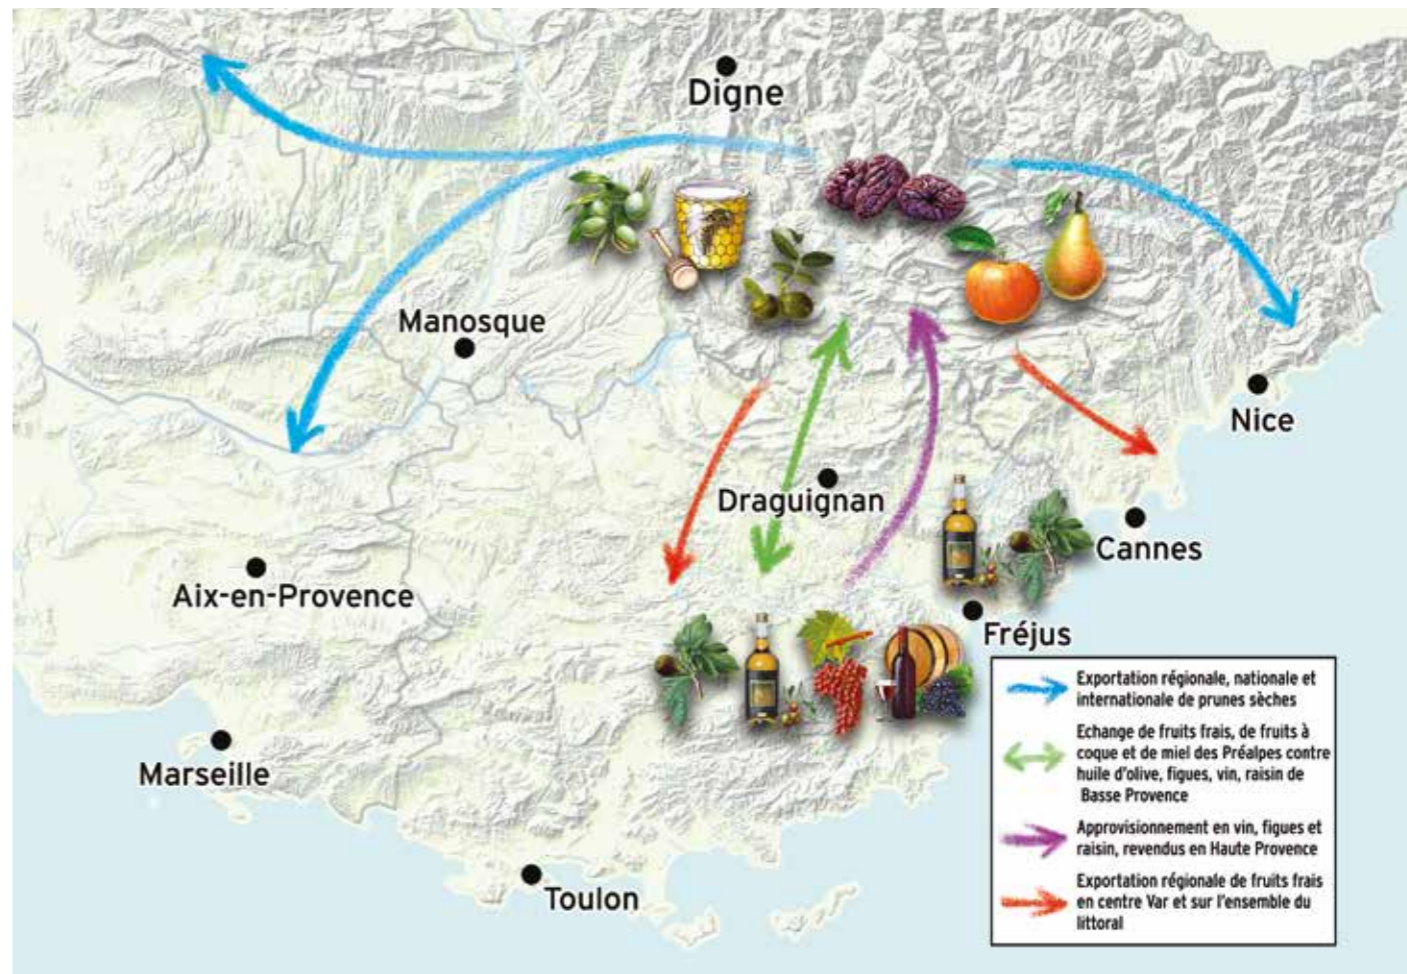 Digne
Manosque
Nice
Draguignan
Cannes
Aix-en-Provence
Fréjus
Marseille
Toulon
Exportation régionale, nationale et
internationale de prunes sèches
Echange de fruits frais, de fruits à
coque et de miel des Préalpes contre
huile d'olive, figues, vin, raisin de
Basse Provence
Approvisionnement en vin, figues et
raisin, revendus en Haute Provence
Exportation régionale de fruits frais
en centre Var et sur l'ensemble du
littoral